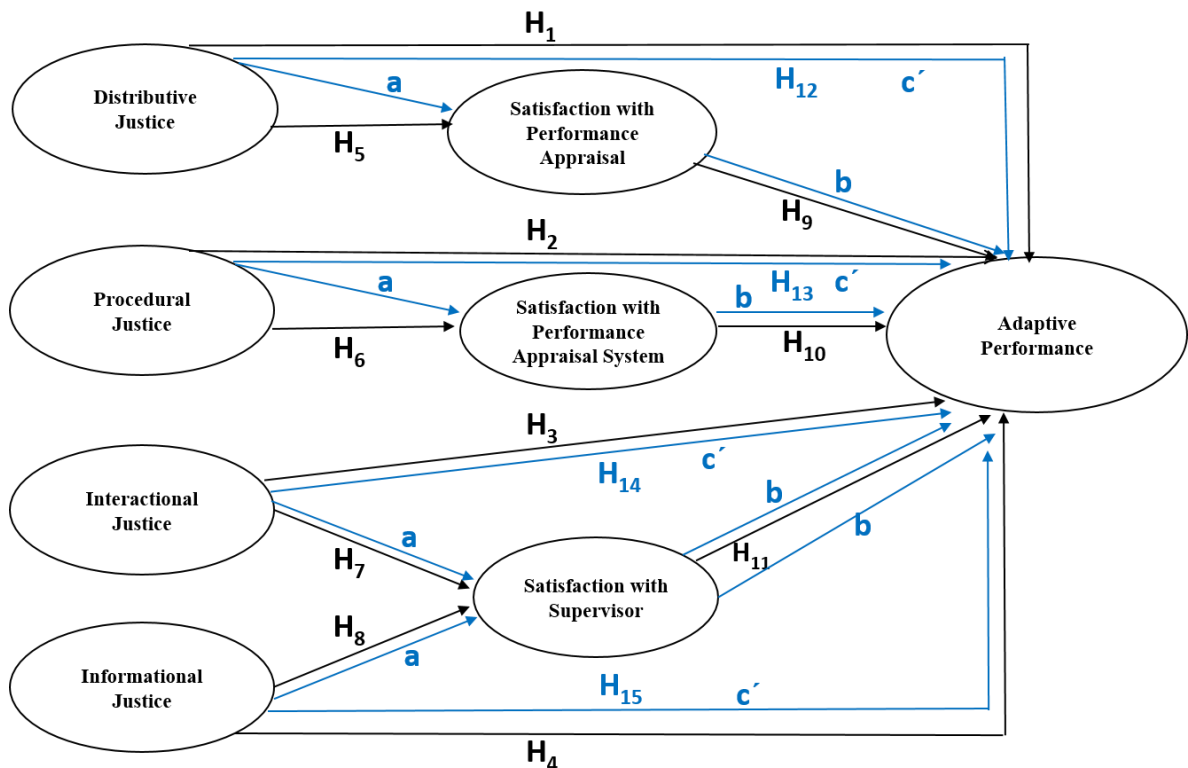 H1
H12 c´
a
Distributive
Justice
Satisfaction with
Performance
Appraisal
H5
b
H9
H2
a
H13 c´
b
Procedural
Justice
Satisfaction with
Performance
Appraisal System
H6
H10
Adaptive
Performance
H3
c´
H14
Interactional
Justice
a
b
b
H7
H11
Satisfaction with
Supervisor
H8
a
Informational
Justice
H15 c´
H4